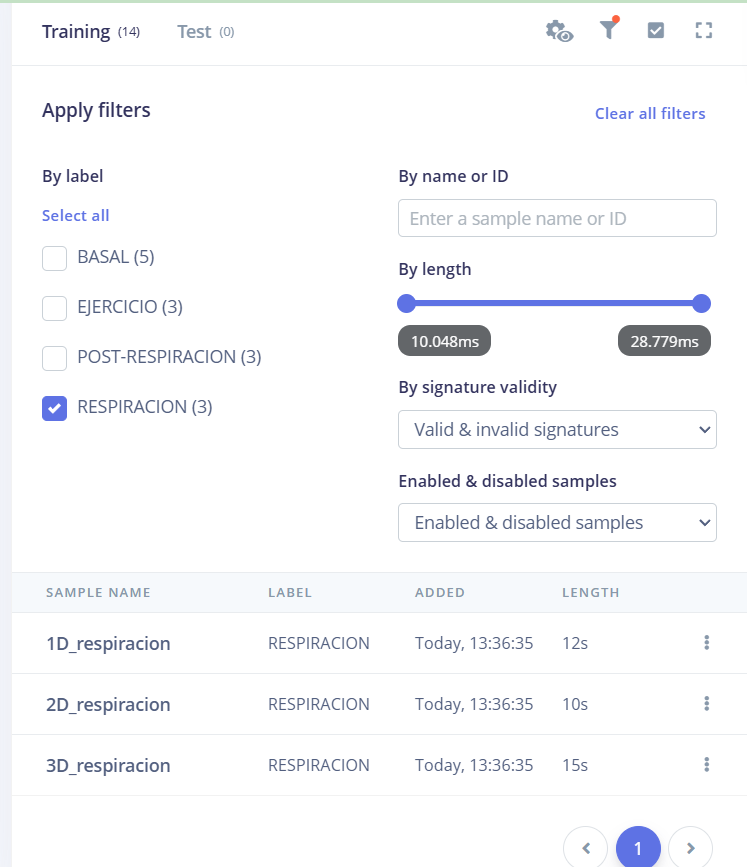 Training (14) Test (0)
Apply filters
Clear all filters
By label
Select all
BASAL (5)
EJERCICIO (3)
POST-RESPIRACION (3)
RESPIRACION (3)
By name or ID
Enter a sample name or ID
By length
10.048ms 28.779ms
By signature validity
Valid & invalid signatures
Enabled & disabled samples
Enabled & disabled samples
SAMPLE NAME LABEL ADDED LENGTH
1D_respiracion RESPIRACION Today, 13:36:35 12s
2D_respiracion RESPIRACION Today, 13:36:35 10s
3D_respiracion RESPIRACION Today, 13:36:35 15s
1